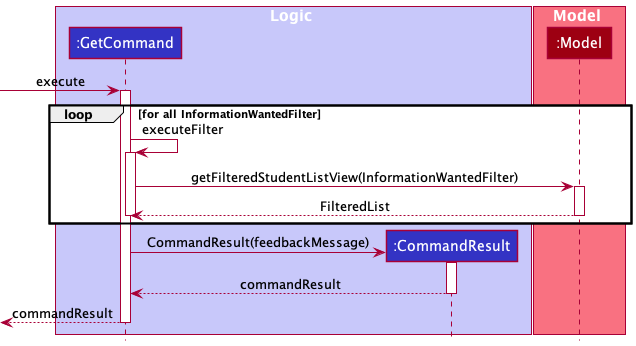 Logic
Model
:GetCommand
:Model
execute
loop
[for all InformationWantedFilter]
executeFilter
getFilteredStudentListView(InformationWantedFilter)
FilteredList
CommandResult(feedbackMessage)
:CommandResult
commandResult
commandResult